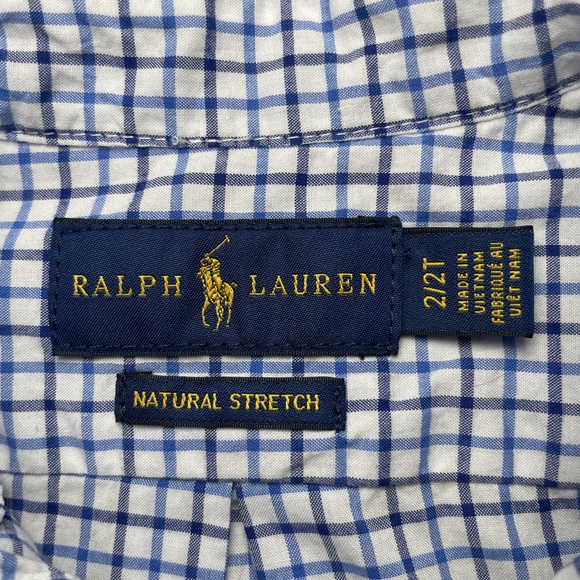 RALPH LAUREN
2/2T
MADE IN
VIETNAM
FABRIQUÉ AU
VIÊT NAM
NATURAL STRETCH